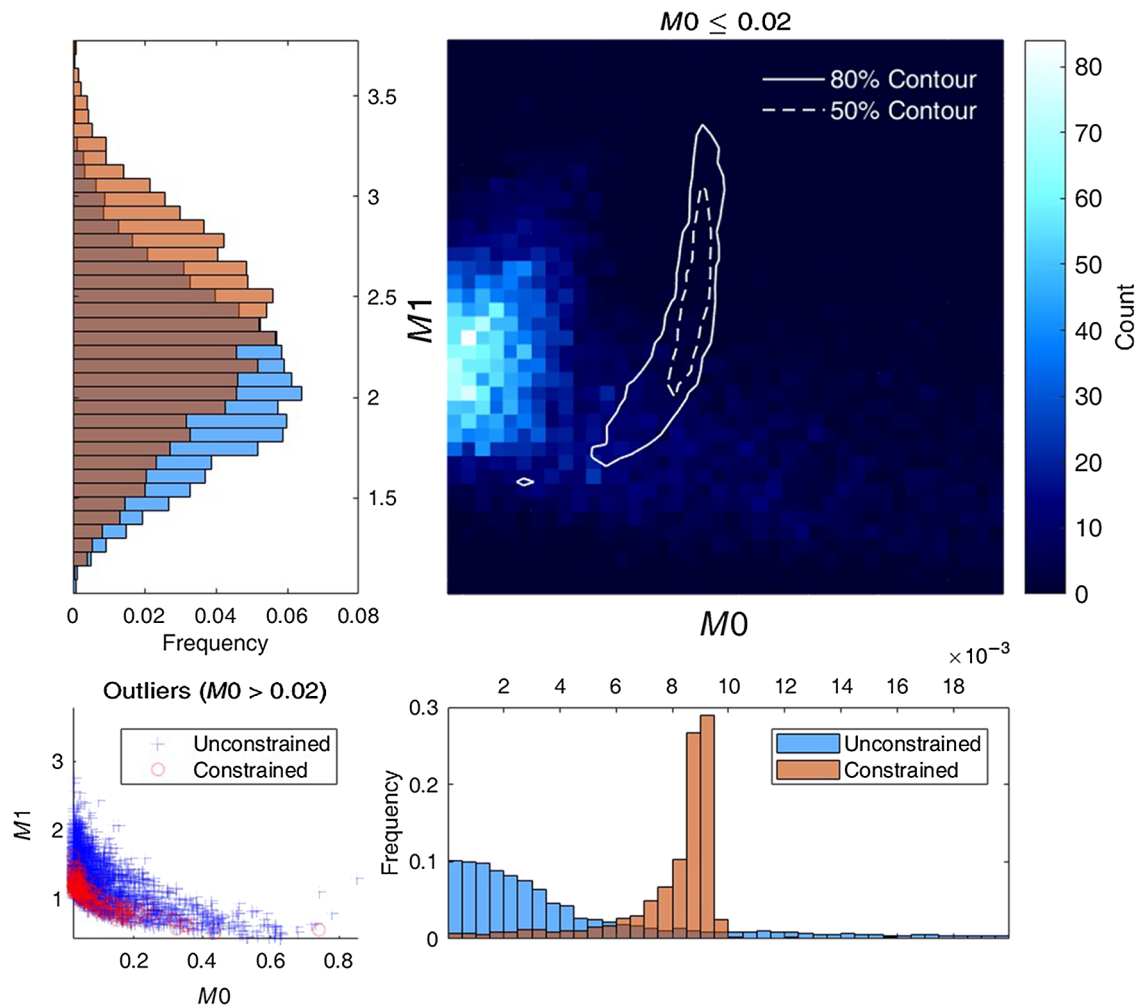 M0 ≤ 0.02
80% Contour
50% Contour
3.5
3
2.5
2
1.5
M1
0
0.02
0.04
0.06
0.08
Frequency
M0
80
70
60
50
40
30
20
10
0
Count
Outliers (M0 > 0.02)
Unconstrained
Constrained
3
2
1
M1
0.2
0.4
0.6
0.8
M0
×10⁻³
2
4
6
8
10
12
14
16
18
0.3
0.2
0.1
0
Frequency
Unconstrained
Constrained